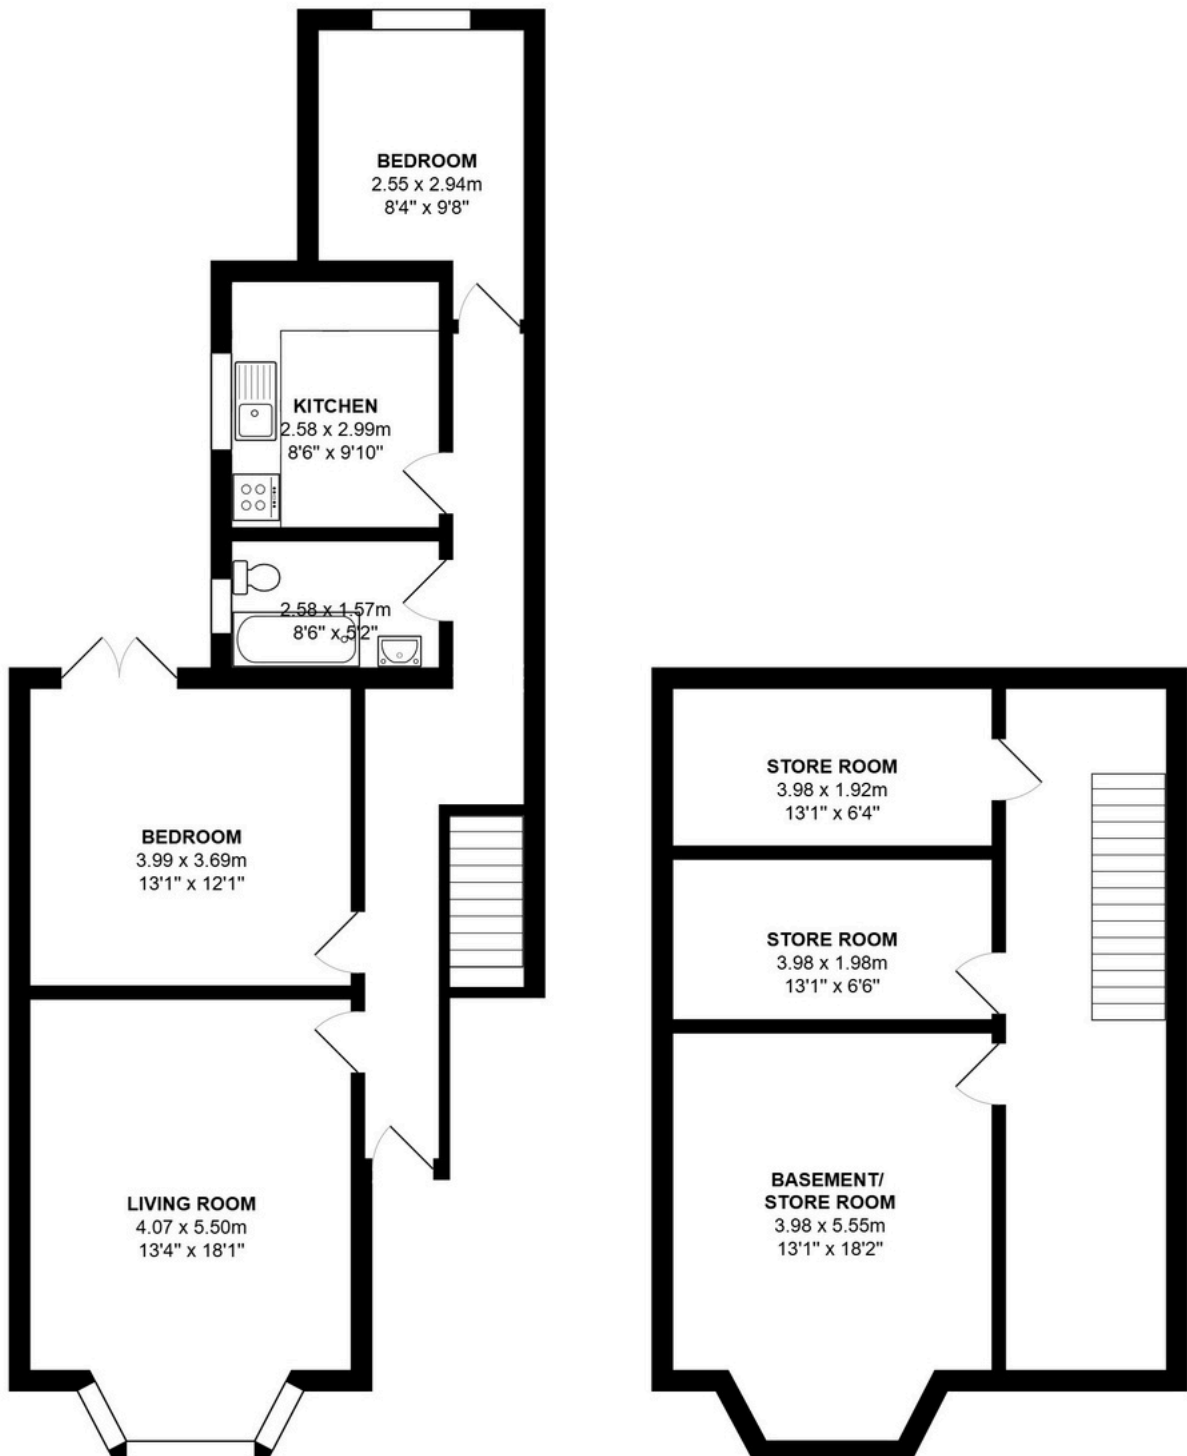 BEDROOM
2.55 x 2.94m
8'4" x 9'8"
KITCHEN
2.58 x 2.99m
8'6" x 9'10"
2.58 x 1.57m
8'6" x 5'2"
BEDROOM
3.99 x 3.69m
13'1" x 12'1"
LIVING ROOM
4.07 x 5.50m
13'4" x 18'1"
STORE ROOM
3.98 x 1.92m
13'1" x 6'4"
STORE ROOM
3.98 x 1.98m
13'1" x 6'6"
BASEMENT/
STORE ROOM
3.98 x 5.55m
13'1" x 18'2"